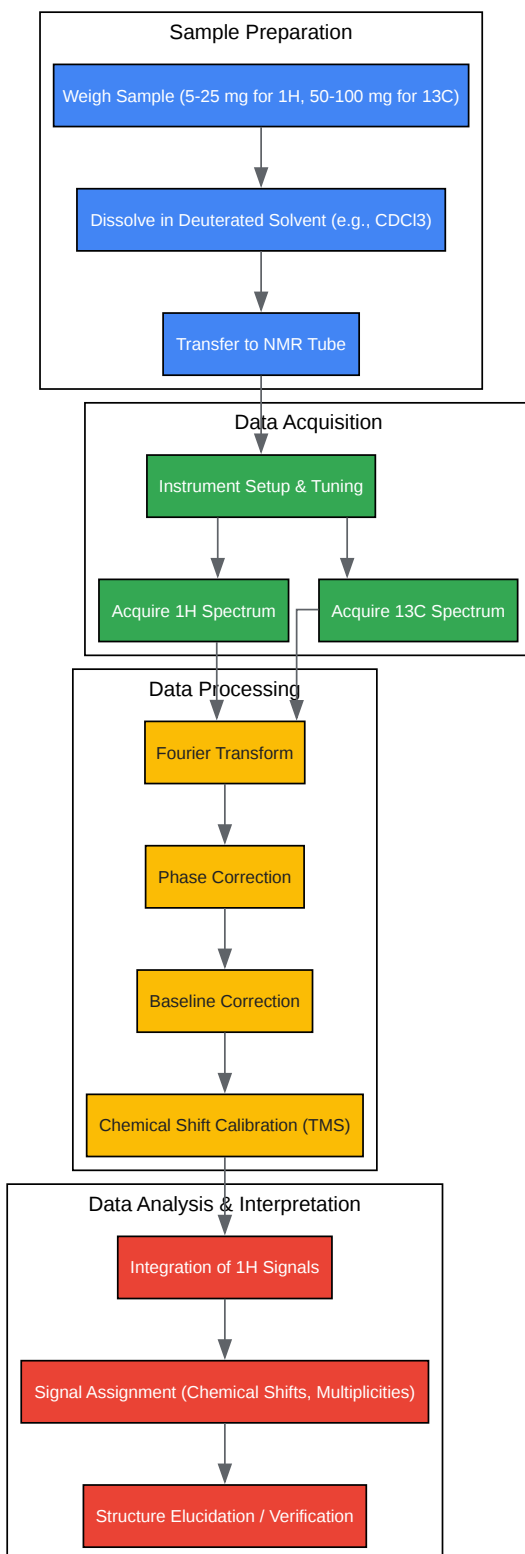 Sample Preparation
Weigh Sample (5-25 mg for 1H, 50-100 mg for 13C)
Dissolve in Deuterated Solvent (e.g., CDCl3)
Transfer to NMR Tube
Data Acquisition
Instrument Setup & Tuning
Acquire 1H Spectrum
Acquire 13C Spectrum
Data Processing
Fourier Transform
Phase Correction
Baseline Correction
Chemical Shift Calibration (TMS)
Data Analysis & Interpretation
Integration of 1H Signals
Signal Assignment (Chemical Shifts, Multiplicities)
Structure Elucidation / Verification